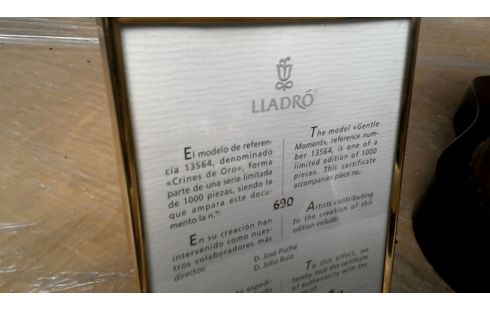 LLADRÓ
El modelo de referen-
cia 13564, denominado
«Crines de Oro», forma
parte de una serie limitada
de 1000 piezas, siendo la
que ampara este docu-
mento la n.º:
The model «Gentle
Moment», reference num-
ber 13564, is one of a
limited edition of 1000
pieces. This certificate
accompanies piece no.
690
En su creación han
intervenido como nues-
tros colaboradores más
directos:
Artists contributing
to the creation of this
edition include:
D. José Puche
D. Julio Ruiz
To this effect, we
hereby issue this certificate
of authenticity with the